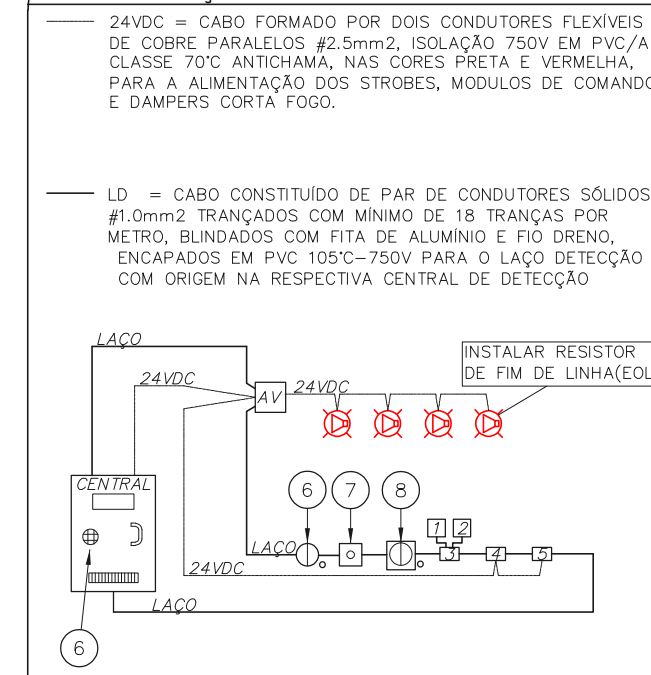 24VDC = CABO FORMADO POR DOIS CONDUTORES FLEXÍVEIS
DE COBRE PARALELOS #2.5mm2, ISOLAÇÃO 750V EM PVC/A
CLASSE 70°C ANTICHAMA, NAS CORES PRETA E VERMELHA,
PARA A ALIMENTAÇÃO DOS STROBES, MODULOS DE COMANDO
E DAMPERS CORTA FOGO.
LD = CABO CONSTITUÍDO DE PAR DE CONDUTORES SÓLIDOS
#1.0mm2 TRANÇADOS COM MÍNIMO DE 18 TRANÇAS POR
METRO, BLINDADOS COM FITA DE ALUMÍNIO E FIO DRENO,
ENCAPADOS EM PVC 105°C-750V PARA O LAÇO DETECÇÃO
COM ORIGEM NA RESPECTIVA CENTRAL DE DETECÇÃO
LAÇO
INSTALAR RESISTOR
DE FIM DE LINHA(EOL
24VDC
AV
24VDC
CENTRAL
6
7
8
1
2
LAÇO
3
4
5
24VDC
LAÇO
6